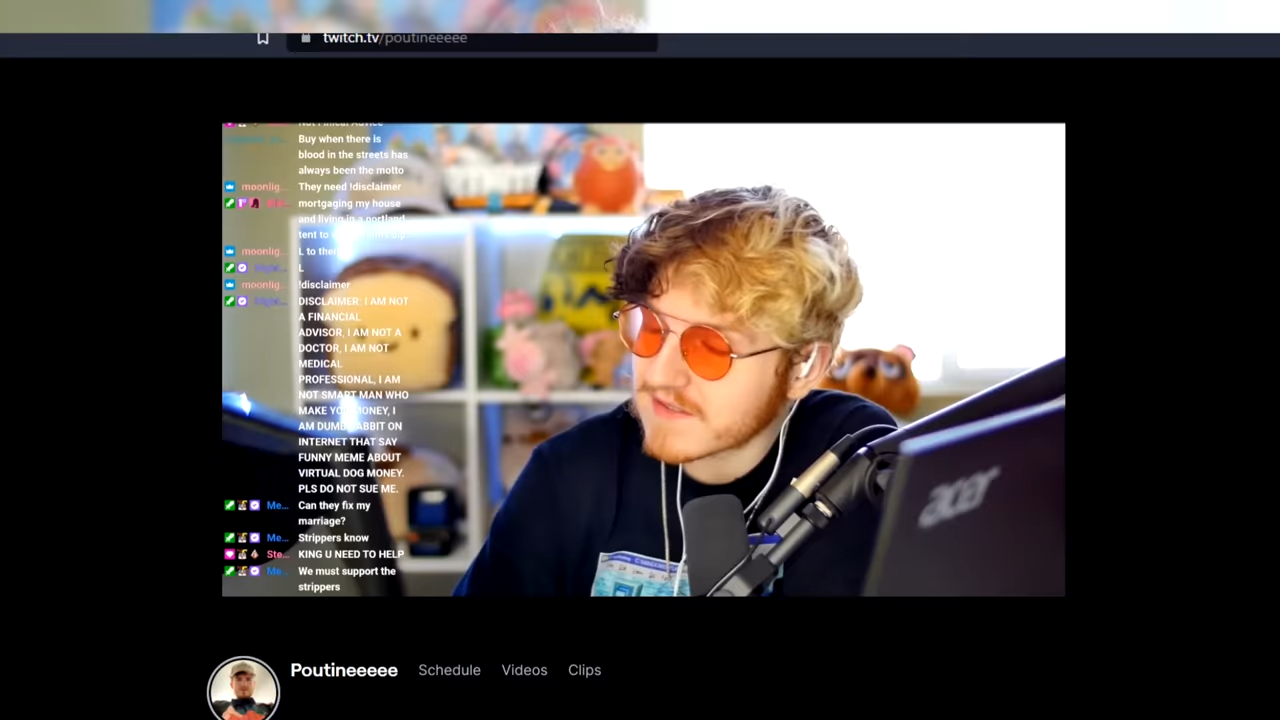 twitch.tv/poutineeeee
Buy when there is
blood in the streets has
always been the motto
moonlig... They need !disclaimer
mortgaging my house
and living in a portland
tent to
moonlig... L to
L
moonlig... !disclaimer
DISCLAIMER: I AM NOT
A FINANCIAL
ADVISOR, I AM NOT A
DOCTOR, I AM NOT
MEDICAL
PROFESSIONAL, I AM
NOT SMART MAN WHO
MAKE YOU MONEY, I
AM DUMB RABBIT ON
INTERNET THAT SAY
FUNNY MEME ABOUT
VIRTUAL DOG MONEY.
PLS DO NOT SUE ME.
Me... Can they fix my
marriage?
Me... Strippers know
Ste... KING U NEED TO HELP
Me... We must support the
strippers
acer
Poutineeeee Schedule Videos Clips